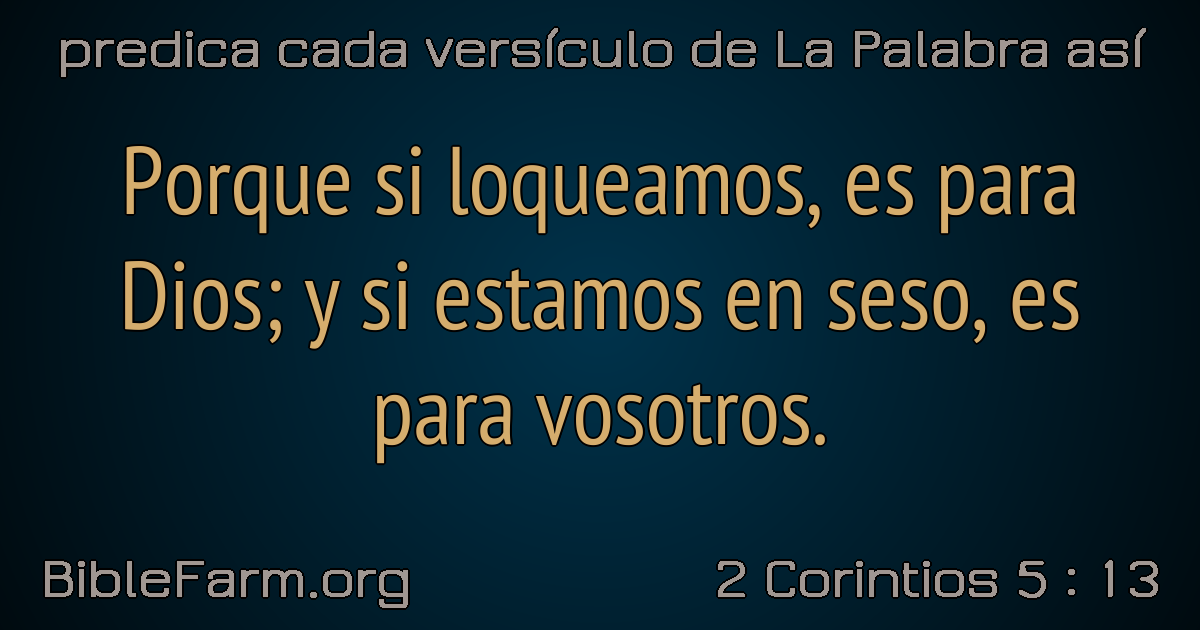 predica cada versículo de La Palabra así
Porque si loqueamos, es para
Dios; y si estamos en seso, es
para vosotros.
BibleFarm.org
2 Corintios 5 : 13